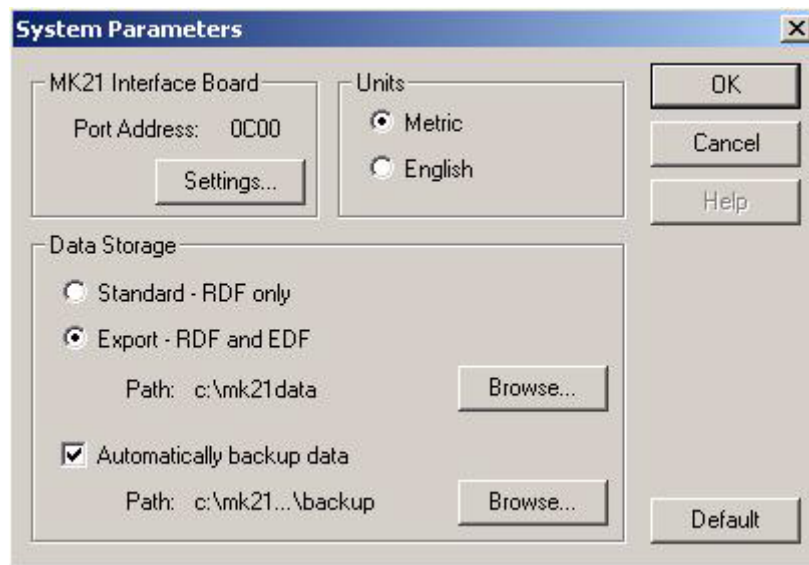 System Parameters
MK21 Interface Board
Port Address: 0C00
Settings...
Units
Metric
English
OK
Cancel
Help
Data Storage
Standard - RDF only
Export - RDF and EDF
Path: c:\mk21data
Browse...
Automatically backup data
Path: c:\mk21...\backup
Browse...
Default